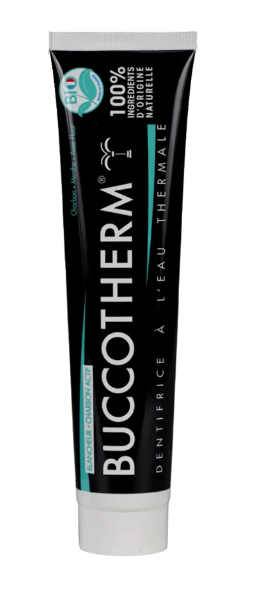 BIO
100%
INGRÉDIENTS
D'ORIGINE
NATURELLE
BUCCOTHERM®
DENTIFRICE À L'EAU THERMALE
BLANCHEUR - CHARBON ACTIF